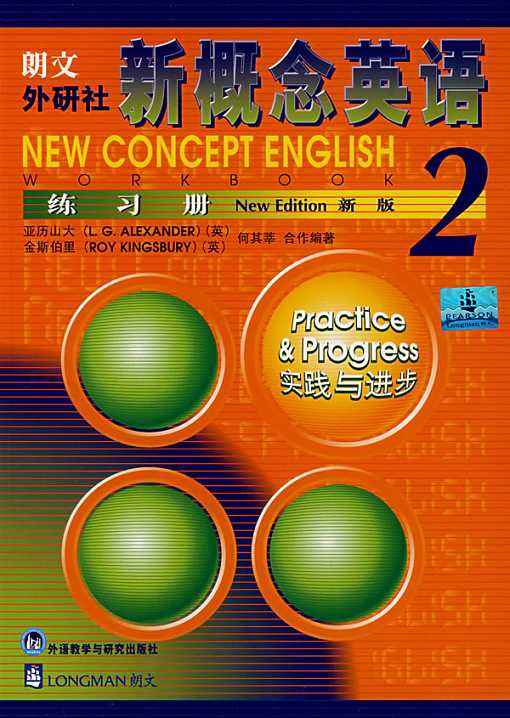 朗文
外研社
新概念英语
NEW CONCEPT ENGLISH
WORKBOOK
2
练习册 New Edition 新版
亚历山大(L. G. ALEXANDER)(英)
金斯伯里(ROY KINGSBURY)(英)
何其莘 合作编著
PEARSON
Longman
Practice
& Progress
实践与进步
外语教学与研究出版社
LONGMAN 朗文